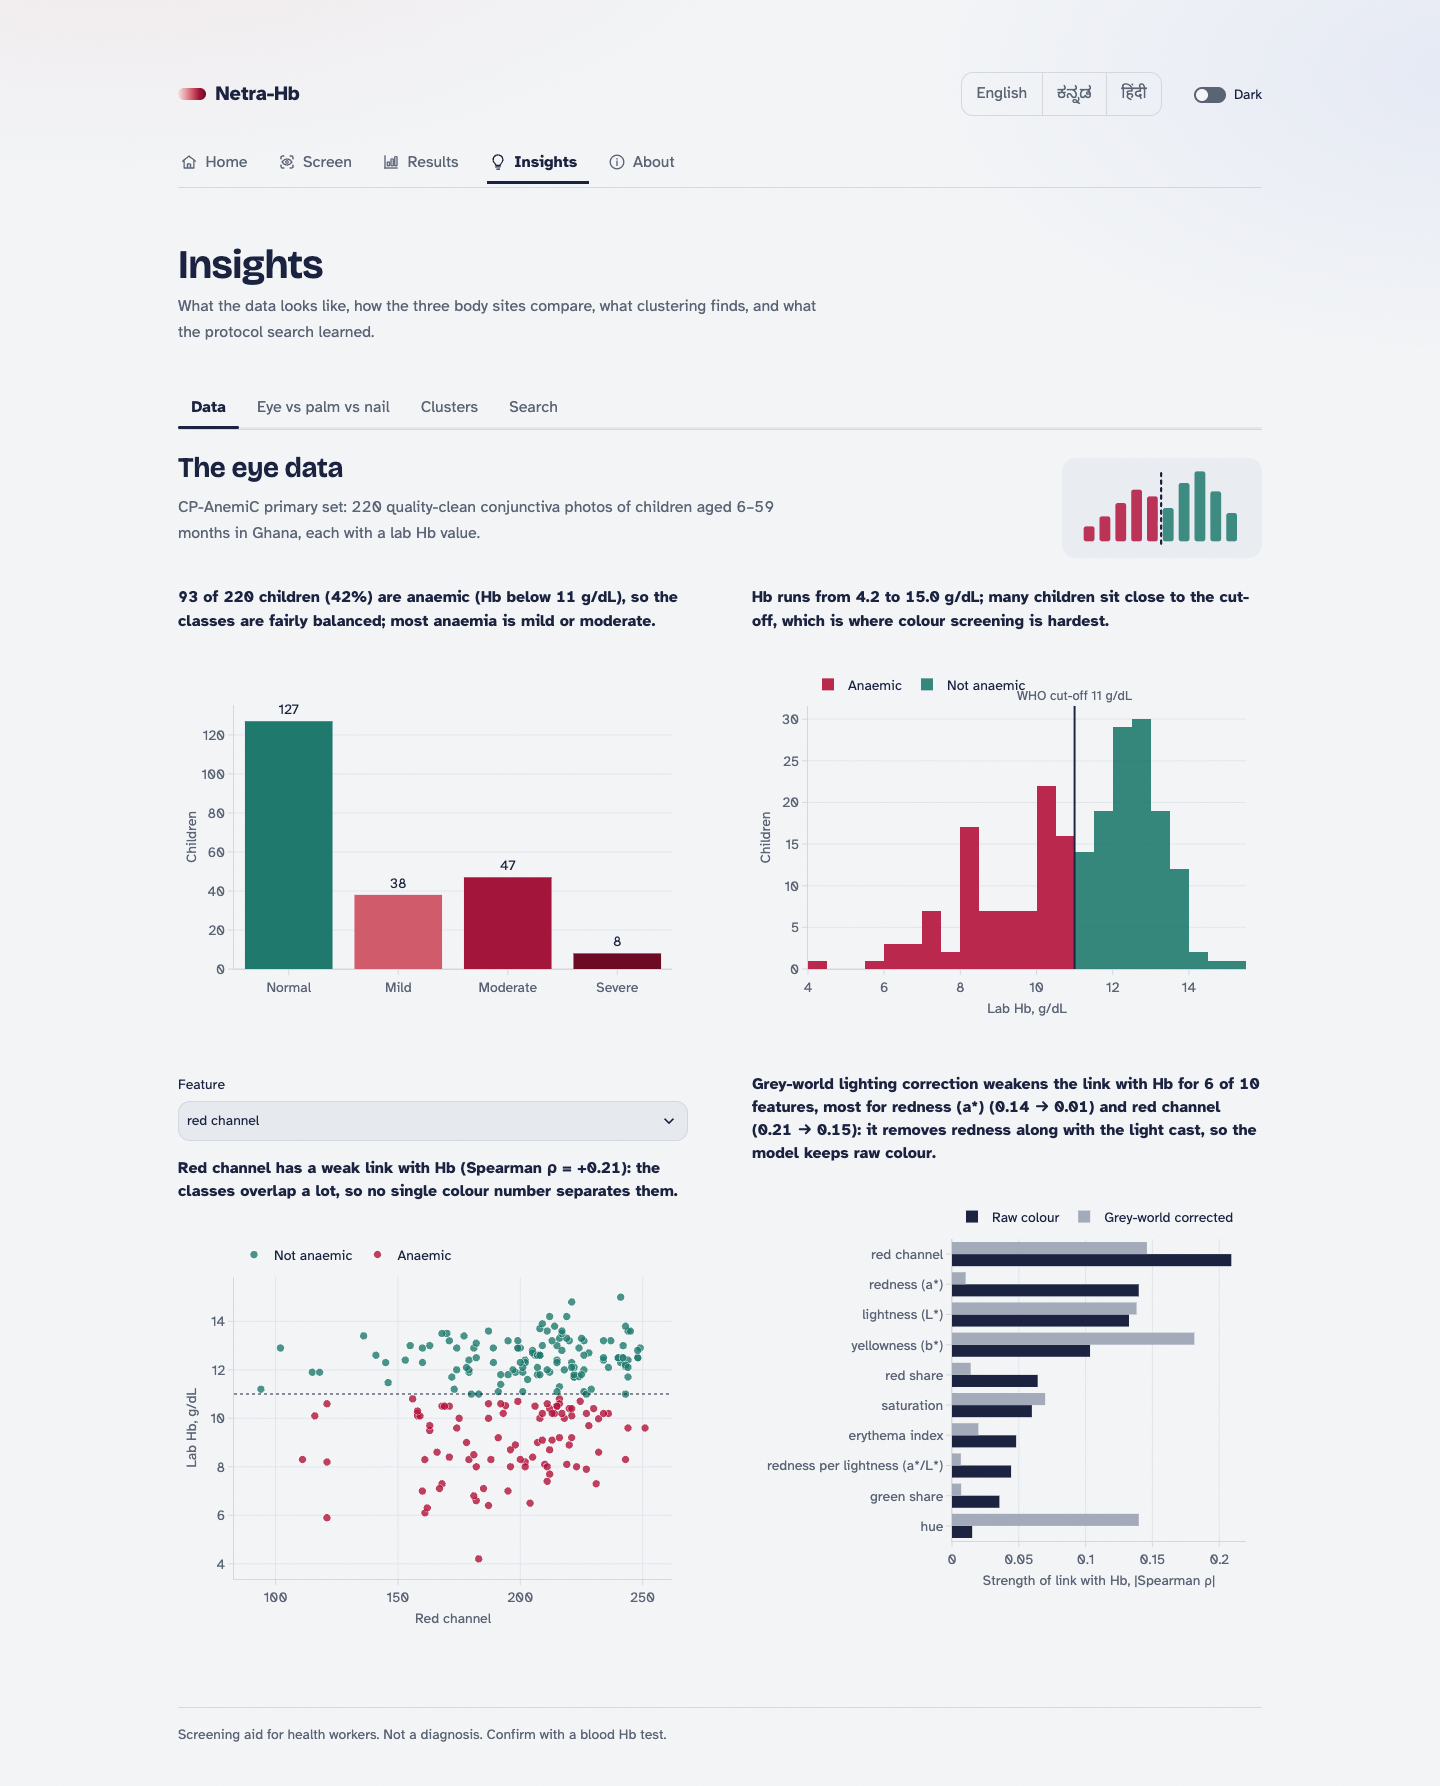 Netra-Hb
English ಕನ್ನಡ हिंदी Dark
Home Screen Results Insights About
Insights
What the data looks like, how the three body sites compare, what clustering finds, and what
the protocol search learned.
Data Eye vs palm vs nail Clusters Search
The eye data
CP-AnemiC primary set: 220 quality-clean conjunctiva photos of children aged 6–59
months in Ghana, each with a lab Hb value.
93 of 220 children (42%) are anaemic (Hb below 11 g/dL), so the
classes are fairly balanced; most anaemia is mild or moderate.
127
120
100
80
60
40
20
0
38
47
8
Children
Normal Mild Moderate Severe
Hb runs from 4.2 to 15.0 g/dL; many children sit close to the cut-
off, which is where colour screening is hardest.
Anaemic Not anaemic
WHO cut-off 11 g/dL
30
25
20
15
10
5
0
Children
4 6 8 10 12 14
Lab Hb, g/dL
Feature
red channel
Red channel has a weak link with Hb (Spearman ρ = +0.21): the
classes overlap a lot, so no single colour number separates them.
Not anaemic Anaemic
14
12
10
8
6
4
Lab Hb, g/dL
100 150 200 250
Red channel
Grey-world lighting correction weakens the link with Hb for 6 of 10
features, most for redness (a*) (0.14 → 0.01) and red channel
(0.21 → 0.15): it removes redness along with the light cast, so the
model keeps raw colour.
Raw colour Grey-world corrected
red channel
redness (a*)
lightness (L*)
yellowness (b*)
red share
saturation
erythema index
redness per lightness (a*/L*)
green share
hue
0 0.05 0.1 0.15 0.2
Strength of link with Hb, |Spearman ρ|
Screening aid for health workers. Not a diagnosis. Confirm with a blood Hb test.